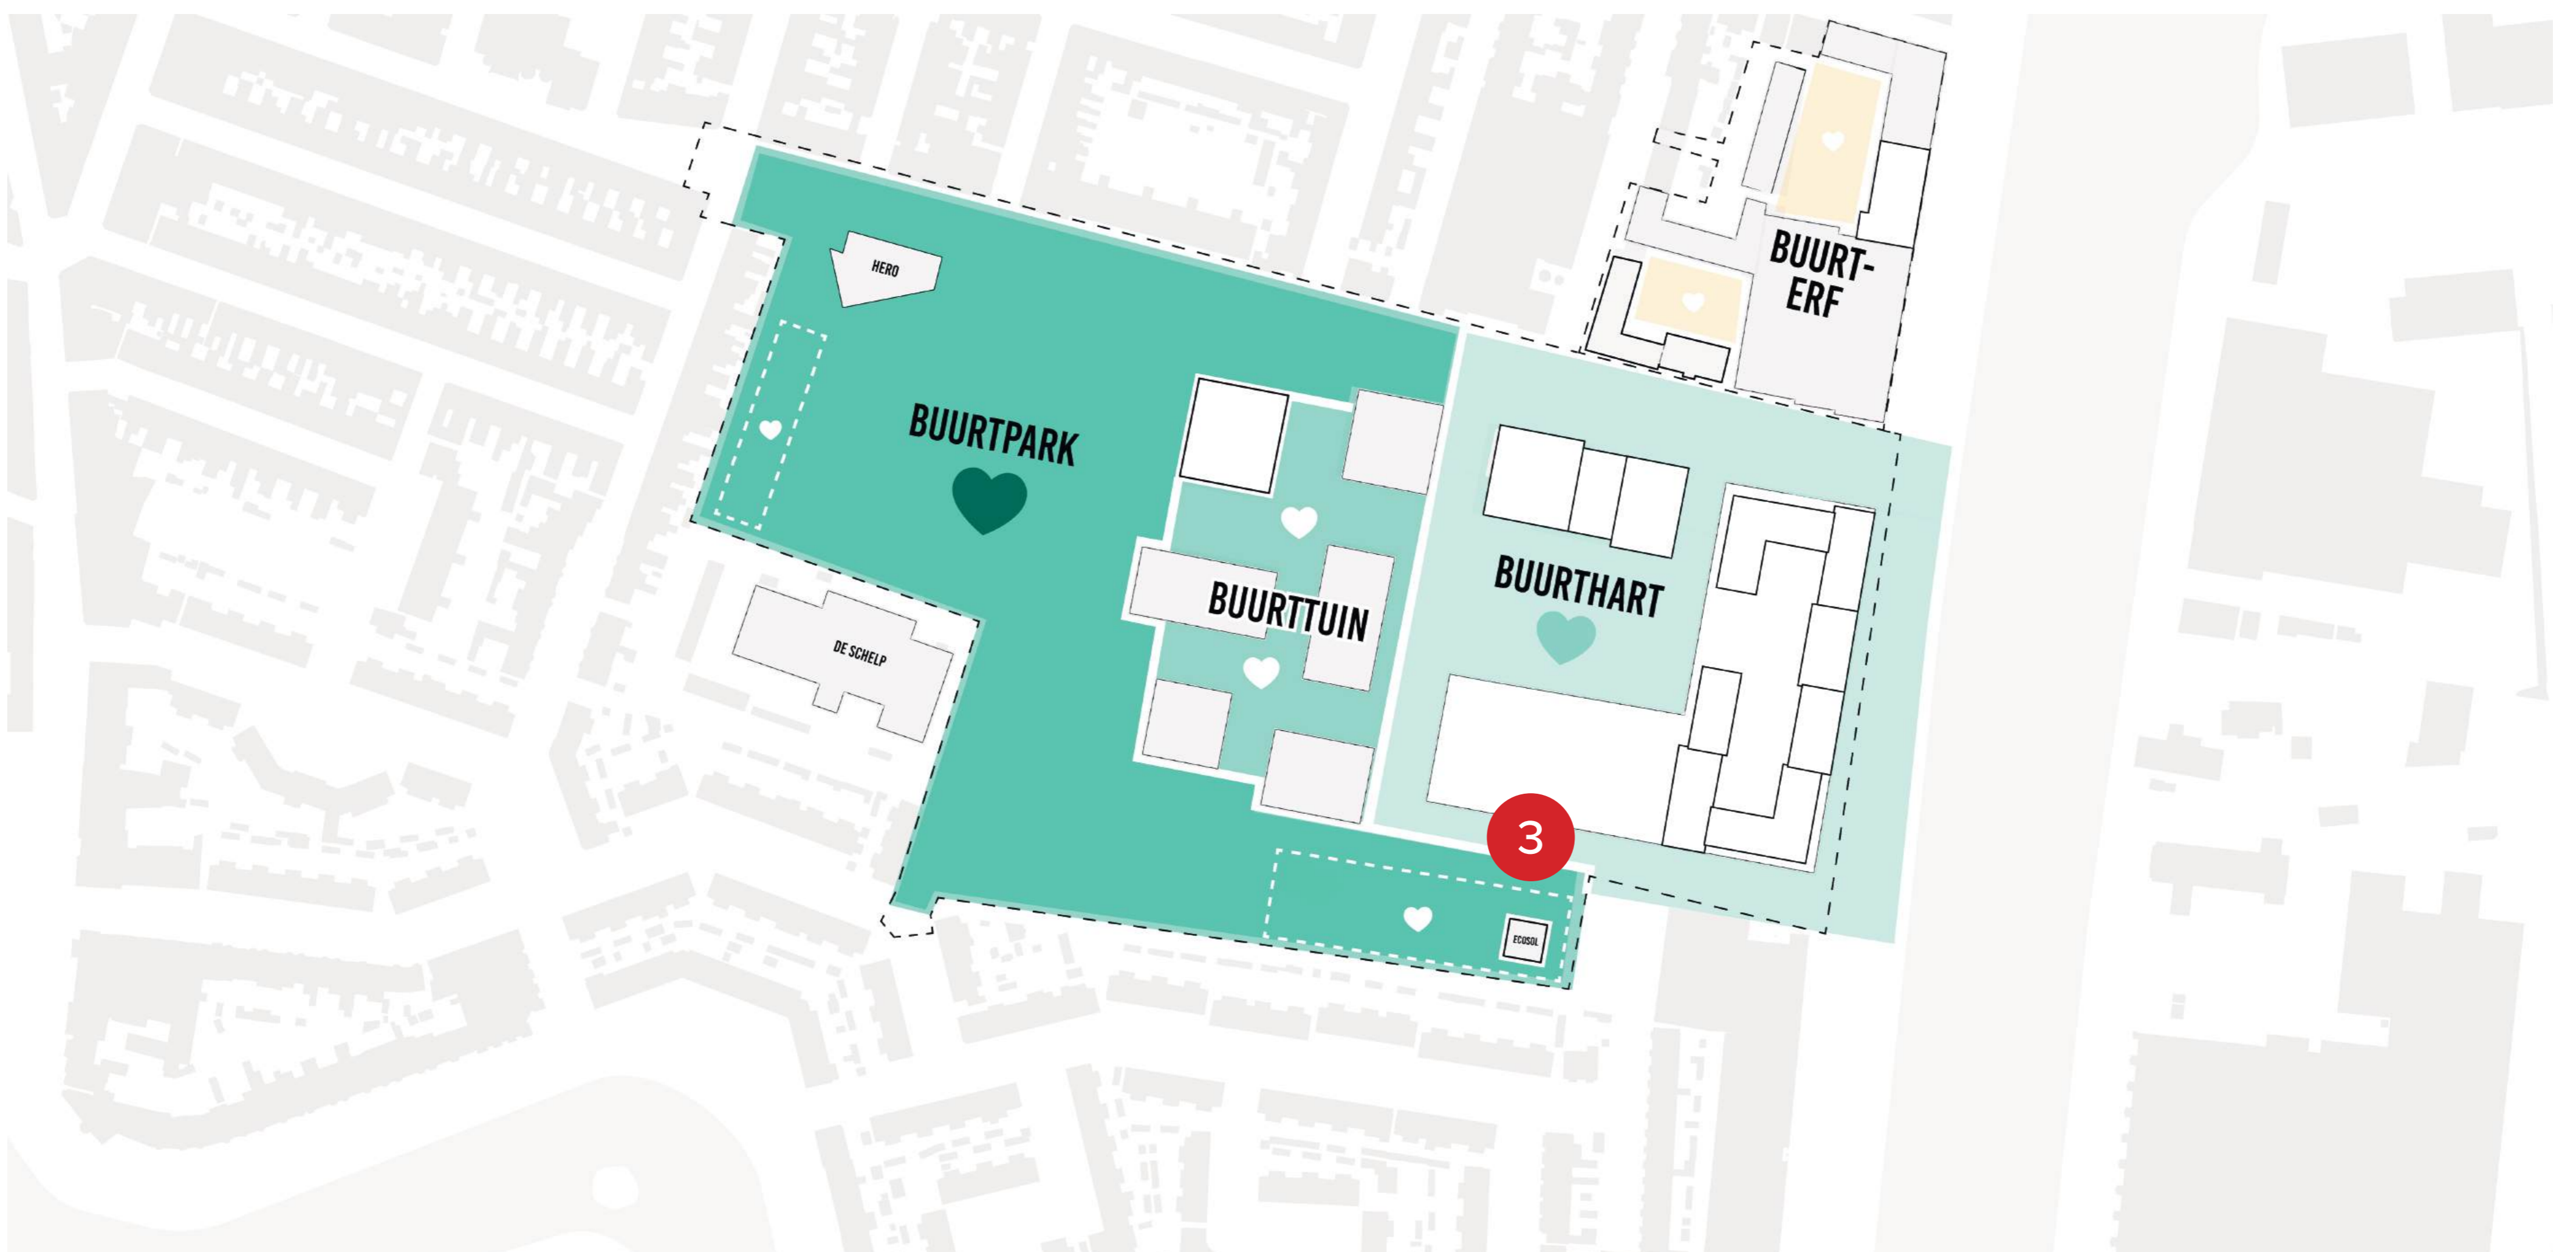 BUURT-
ERF
HERO
BUURTPARK
BUURTTUIN
BUURTHART
DE SCHELP
3
ECOSOL